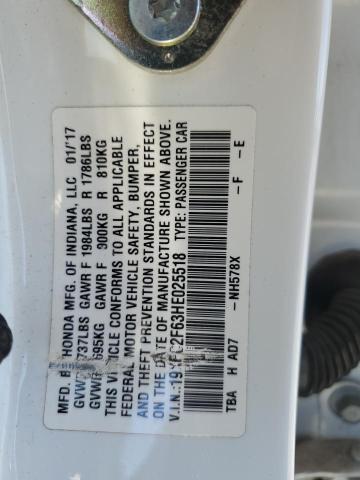 MFD. BY HONDA MFG. OF INDIANA, LLC 01/'17
3737LBS GAWR F 1984LBS R 1786LBS
1695KG GAWR F 900KG R 810KG
THIS VEHICLE CONFORMS TO ALL APPLICABLE
FEDERAL MOTOR VEHICLE SAFETY, BUMPER,
AND THEFT PREVENTION STANDARDS IN EFFECT
ON THE DATE OF MANUFACTURE SHOWN ABOVE.
V.I.N.:19XFC2F63HE025518 TYPE: PASSENGER CAR
TBA H AD7 -NH578X -F -E